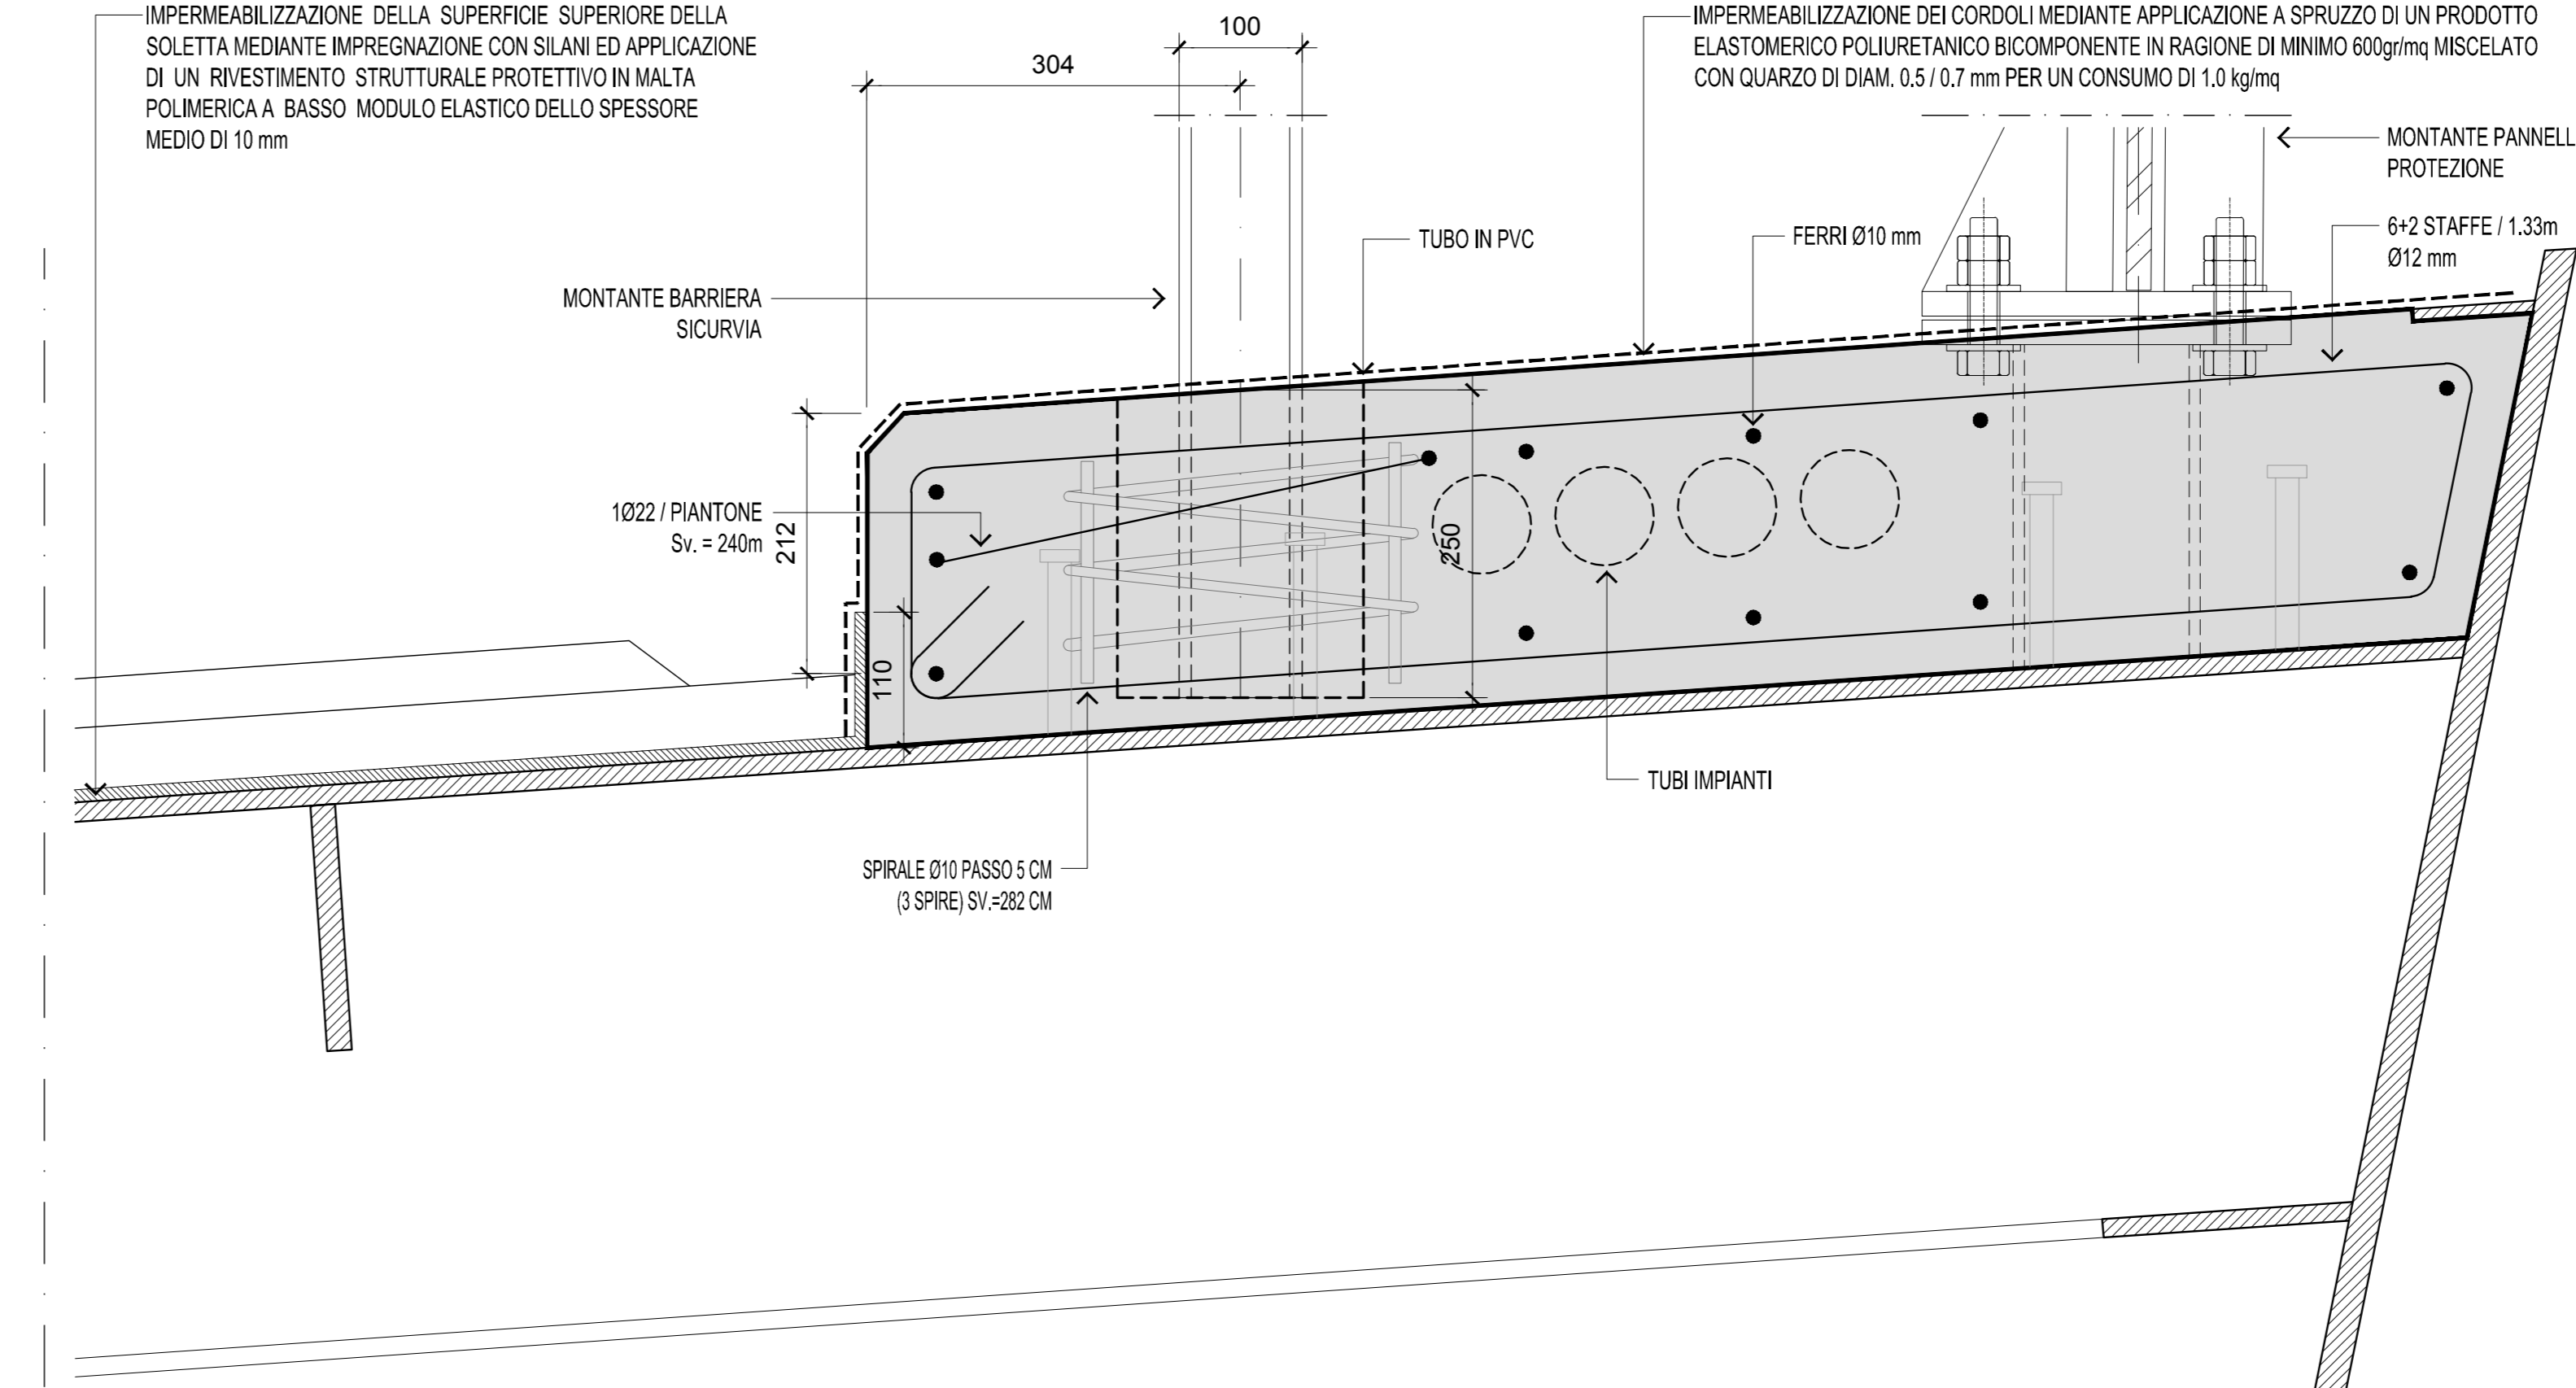 IMPERMEABILIZZAZIONE DELLA SUPERFICIE SUPERIORE DELLA
SOLETTA MEDIANTE IMPREGNAZIONE CON SILANI ED APPLICAZIONE
DI UN RIVESTIMENTO STRUTTURALE PROTETTIVO IN MALTA
POLIMERICA A BASSO MODULO ELASTICO DELLO SPESSORE
MEDIO DI 10 mm
100
304
IMPERMEABILIZZAZIONE DEI CORDOLI MEDIANTE APPLICAZIONE A SPRUZZO DI UN PRODOTTO
ELASTOMERICO POLIURETANICO BICOMPONENTE IN RAGIONE DI MINIMO 600gr/mq MISCELATO
CON QUARZO DI DIAM. 0.5 / 0.7 mm PER UN CONSUMO DI 1.0 kg/mq
MONTANTE PANNELL
PROTEZIONE
6+2 STAFFE / 1.33m
Ø12 mm
TUBO IN PVC
FERRI Ø10 mm
MONTANTE BARRIERA
SICURVIA
1Ø22 / PIANTONE
Sv. = 240m
212
110
250
TUBI IMPIANTI
SPIRALE Ø10 PASSO 5 CM
(3 SPIRE) SV.=282 CM